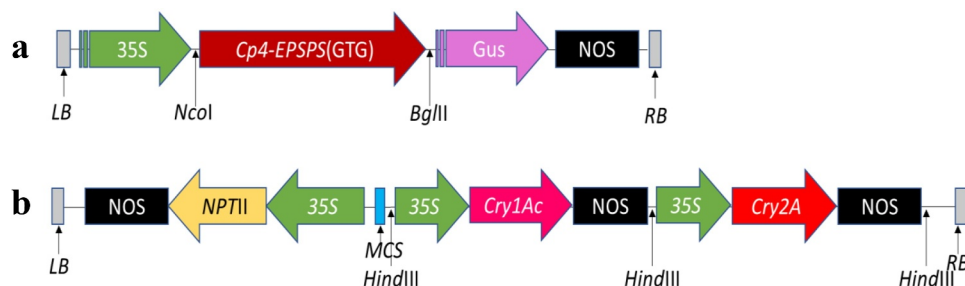 a 35S Cp4-EPSPS(GTG) Gus NOS
LB NcoI BglII RB
b NOS NPTII 35S 35S Cry1Ac NOS 35S Cry2A NOS
LB MCS HindIII HindIII HindIII RB